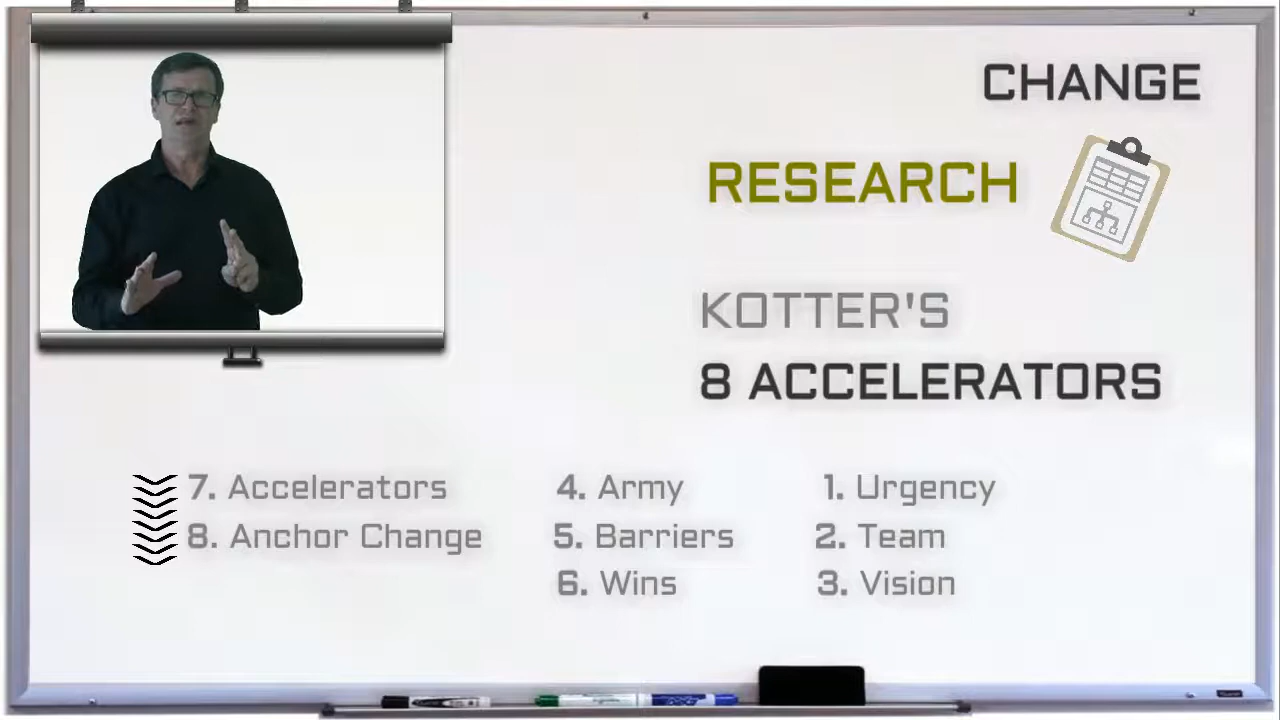 CHANGE
RESEARCH
KOTTER'S
8 ACCELERATORS
7. Accelerators
8. Anchor Change
4. Army
5. Barriers
6. Wins
1. Urgency
2. Team
3. Vision